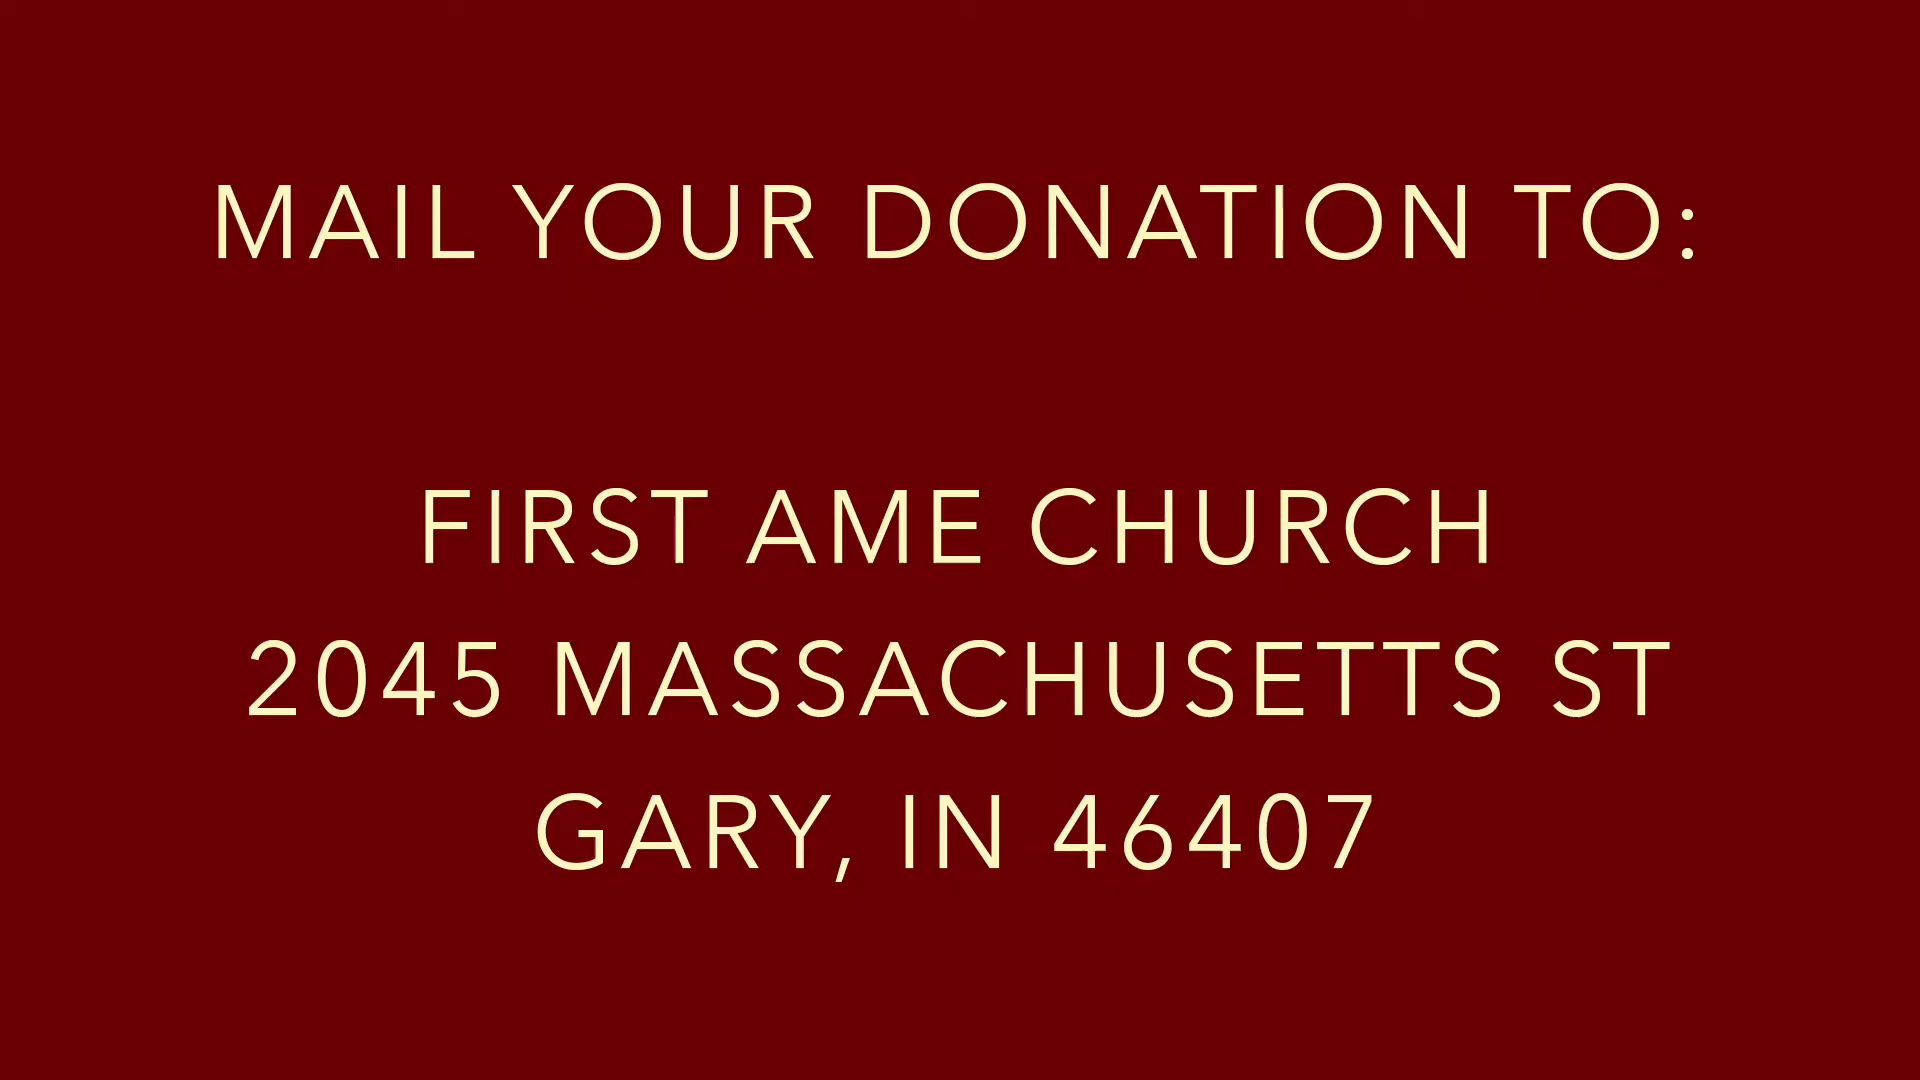 MAIL YOUR DONATION TO:
FIRST AME CHURCH
2045 MASSACHUSETTS ST
GARY, IN 46407